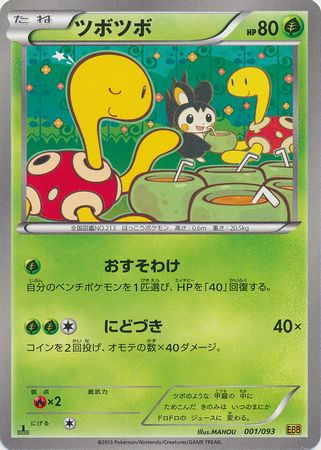 たね ツボツボ HP80
全国図鑑NO.213 はっこうポケモン 高さ:0.6m 重さ:20.5kg
おすそわけ
自分のベンチポケモンを1匹選び、HPを「40」回復する。
にどづき 40×
コインを2回投げ、オモテの数×40ダメージ。
弱点 抵抗力
×2
にげる
ツボのような 甲羅の 中に
ためこんだ きのみは いつのまにか
ドロドロの ジュースに 変わる。
Illus.MAHOU 001/093 EBB
©2013 Pokémon/Nintendo/Creatures/GAME FREAK.